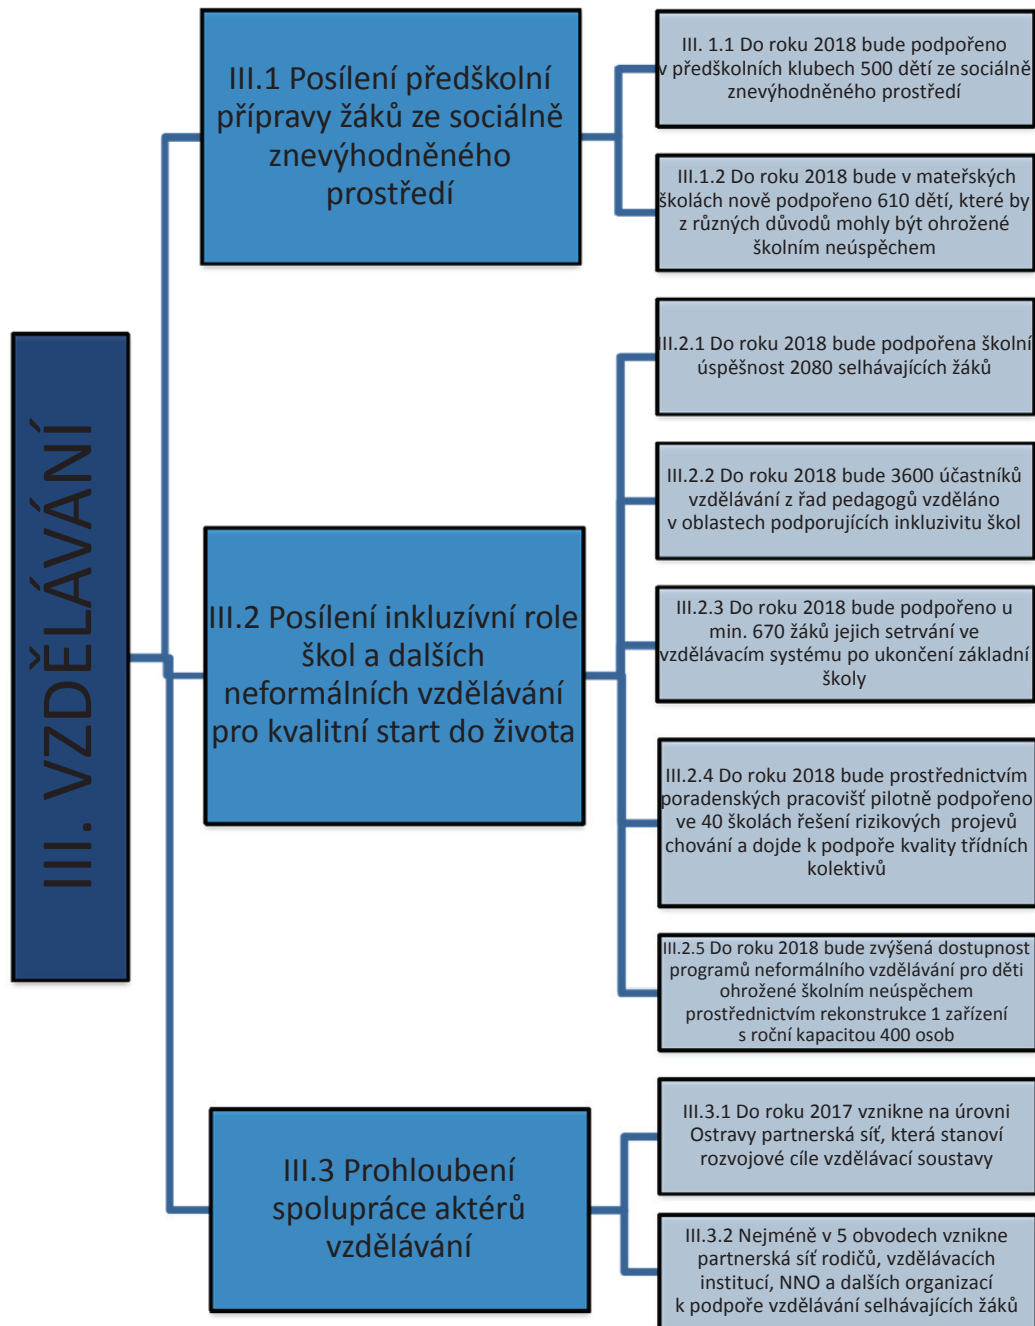 III. VZDĚLÁVÁNÍ
III.1 Posílení předškolní
přípravy žáků ze sociálně
znevýhodněného
prostředí
III. 1.1 Do roku 2018 bude podpořeno
v předškolních klubech 500 dětí ze sociálně
znevýhodněného prostředí
III.1.2 Do roku 2018 bude v mateřských
školách nově podpořeno 610 dětí, které by
z různých důvodů mohly být ohrožené
školním neúspěchem
III.2 Posílení inkluzívní role
škol a dalších
neformálních vzdělávání
pro kvalitní start do života
III.2.1 Do roku 2018 bude podpořena školní
úspěšnost 2080 selhávajících žáků
III.2.2 Do roku 2018 bude 3600 účastníků
vzdělávání z řad pedagogů vzděláno
v oblastech podporujících inkluzivitu škol
III.2.3 Do roku 2018 bude podpořeno u
min. 670 žáků jejich setrvání ve
vzdělávacím systému po ukončení základní
školy
III.2.4 Do roku 2018 bude prostřednictvím
poradenských pracovišť pilotně podpořeno
ve 40 školách řešení rizikových projevů
chování a dojde k podpoře kvality třídních
kolektivů
III.2.5 Do roku 2018 bude zvýšená dostupnost
programů neformálního vzdělávání pro děti
ohrožené školním neúspěchem
prostřednictvím rekonstrukce 1 zařízení
s roční kapacitou 400 osob
III.3 Prohloubení
spolupráce aktérů
vzdělávání
III.3.1 Do roku 2017 vznikne na úrovni
Ostravy partnerská síť, která stanoví
rozvojové cíle vzdělávací soustavy
III.3.2 Nejméně v 5 obvodech vznikne
partnerská síť rodičů, vzdělávacích
institucí, NNO a dalších organizací
k podpoře vzdělávání selhávajících žáků